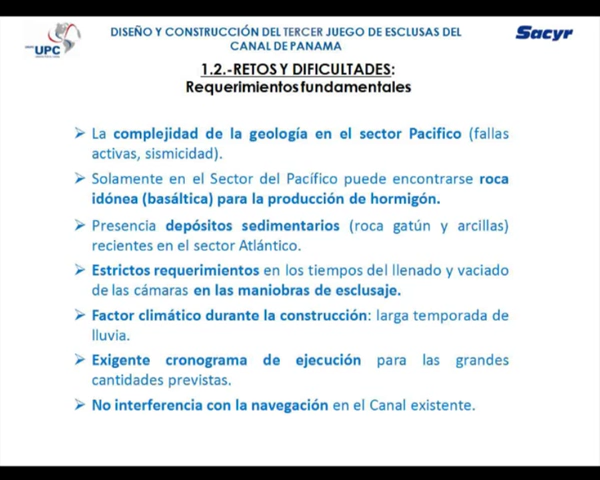 UPC
DISEÑO Y CONSTRUCCIÓN DEL TERCER JUEGO DE ESCLUSAS DEL
CANAL DE PANAMA
Sacyr
1.2.-RETOS Y DIFICULTADES:
Requerimientos fundamentales
➢ La complejidad de la geología en el sector Pacifico (fallas
activas, sismicidad).
➢ Solamente en el Sector del Pacífico puede encontrarse roca
idónea (basáltica) para la producción de hormigón.
➢ Presencia depósitos sedimentarios (roca gatún y arcillas)
recientes en el sector Atlántico.
➢ Estrictos requerimientos en los tiempos del llenado y vaciado
de las cámaras en las maniobras de esclusaje.
➢ Factor climático durante la construcción: larga temporada de
lluvia.
➢ Exigente cronograma de ejecución para las grandes
cantidades previstas.
➢ No interferencia con la navegación en el Canal existente.